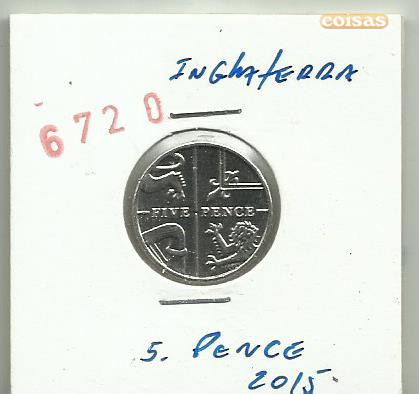 coisas
INGLATERRA
6720
FIVE PENCE
5. PENCE
2015